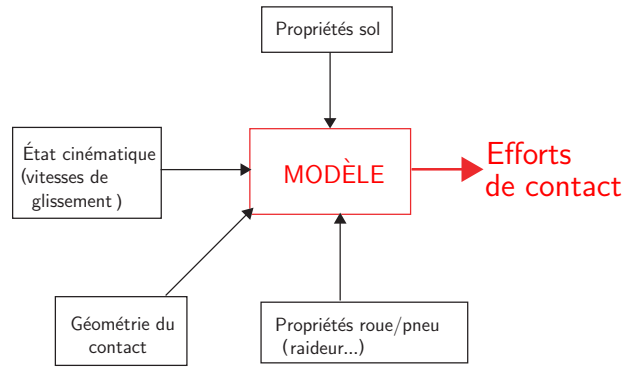 Propriétés sol
État cinématique
(vitesses de
glissement )
MODÈLE
Efforts
de contact
Géométrie du
contact
Propriétés roue/pneu
(raideur...)